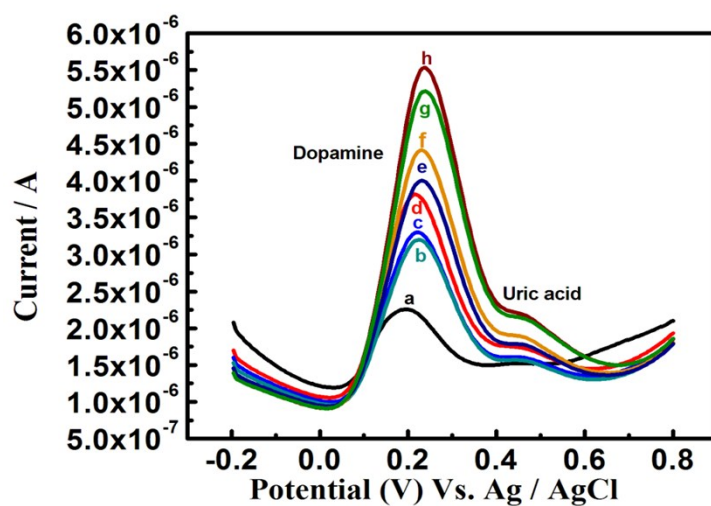 6.0x10⁻⁶
5.5x10⁻⁶
5.0x10⁻⁶
4.5x10⁻⁶
4.0x10⁻⁶
3.5x10⁻⁶
3.0x10⁻⁶
2.5x10⁻⁶
2.0x10⁻⁶
1.5x10⁻⁶
1.0x10⁻⁶
5.0x10⁻⁷
Current / A
h
g
Dopamine
f
e
d
c
b
a
Uric acid
-0.2 0.0 0.2 0.4 0.6 0.8
Potential (V) Vs. Ag / AgCl